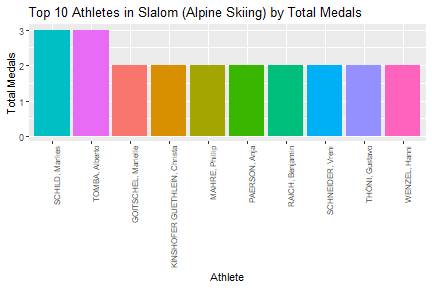 Top 10 Athletes in Slalom (Alpine Skiing) by Total Medals
Total Medals
3
2
1
0
SCHILD, Marlies
TOMBA, Alberto
GOITSCHEL, Marielle
KINSHOFER GUETHLEIN, Christa
MAHRE, Phillip
PAERSON, Anja
RAICH, Benjamin
SCHNEIDER, Vreni
THÖNI, Gustavo
WENZEL, Hanni
Athlete